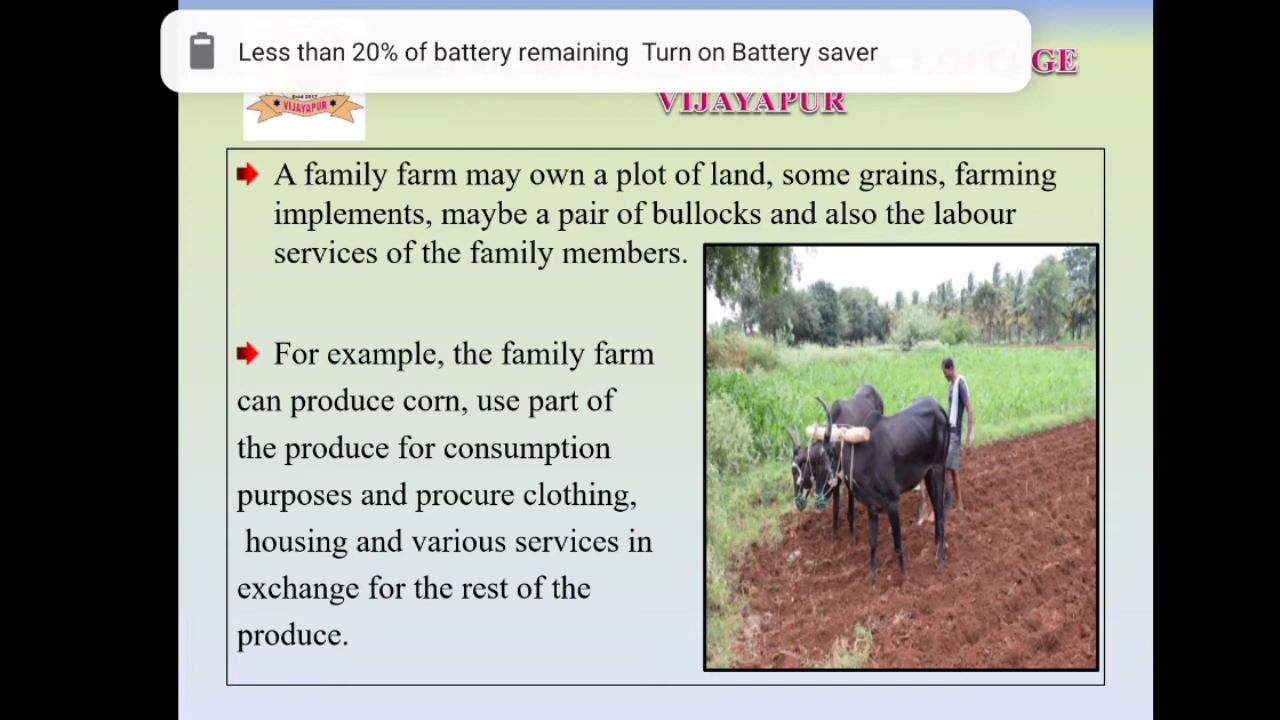 Less than 20% of battery remaining Turn on Battery saver
GE
VIJAYAPUR
VIJAYAPUR
A family farm may own a plot of land, some grains, farming
implements, maybe a pair of bullocks and also the labour
services of the family members.
For example, the family farm
can produce corn, use part of
the produce for consumption
purposes and procure clothing,
housing and various services in
exchange for the rest of the
produce.